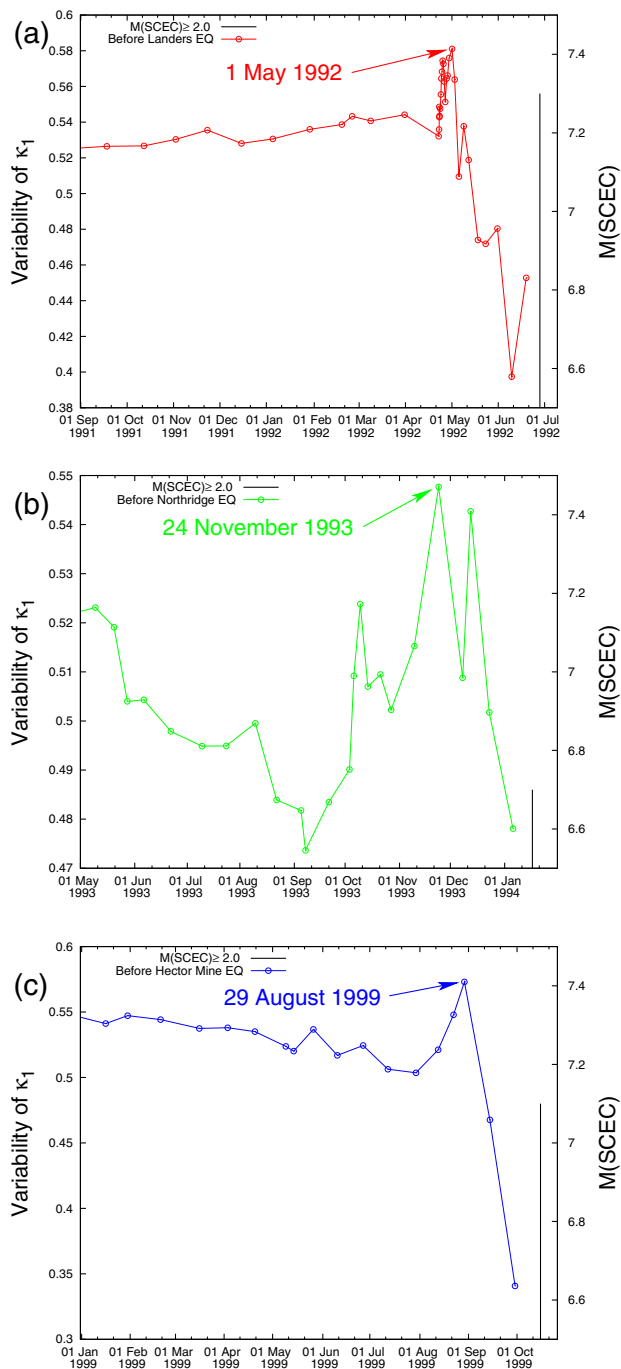 (a)
M(SCEC)≥ 2.0
Before Landers EQ
1 May 1992
Variability of κ1
M(SCEC)
0.6
0.58
0.56
0.54
0.52
0.5
0.48
0.46
0.44
0.42
0.4
0.38
7.4
7.2
7
6.8
6.6
01 Sep 01 Oct 01 Nov 01 Dec 01 Jan 01 Feb 01 Mar 01 Apr 01 May 01 Jun 01 Jul
1991 1991 1991 1991 1992 1992 1992 1992 1992 1992 1992
(b)
M(SCEC)≥ 2.0
Before Northridge EQ
24 November 1993
Variability of κ1
M(SCEC)
0.55
0.54
0.53
0.52
0.51
0.5
0.49
0.48
0.47
7.4
7.2
7
6.8
6.6
01 May 01 Jun 01 Jul 01 Aug 01 Sep 01 Oct 01 Nov 01 Dec 01 Jan
1993 1993 1993 1993 1993 1993 1993 1993 1994
(c)
M(SCEC)≥ 2.0
Before Hector Mine EQ
29 August 1999
Variability of κ1
M(SCEC)
0.6
0.55
0.5
0.45
0.4
0.35
0.3
7.4
7.2
7
6.8
6.6
01 Jan 01 Feb 01 Mar 01 Apr 01 May 01 Jun 01 Jul 01 Aug 01 Sep 01 Oct
1999 1999 1999 1999 1999 1999 1999 1999 1999 1999